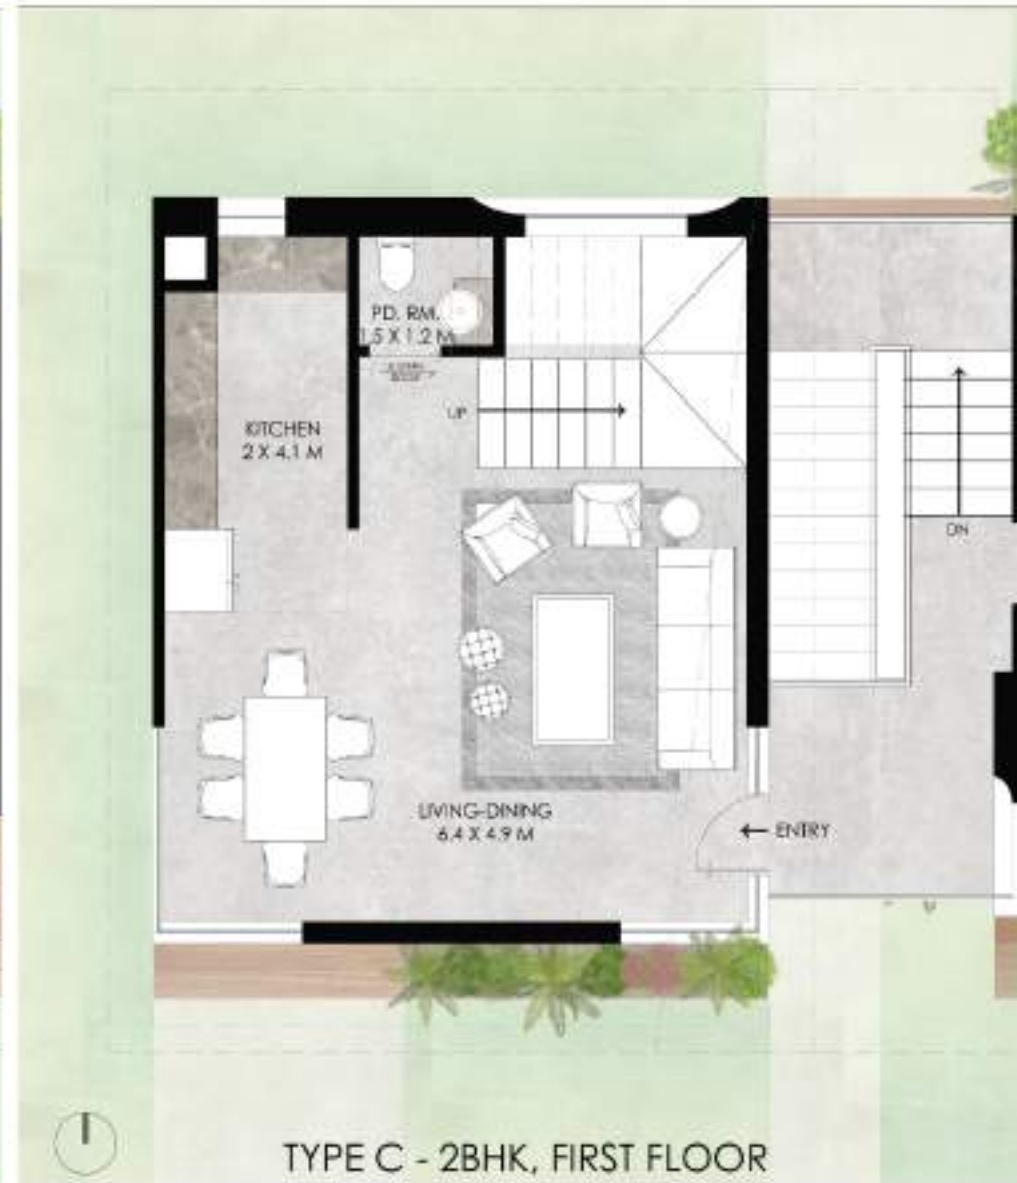 PD. RM.
1.5 X 1.2 M
KITCHEN
2 X 4.1 M
UP
DN
LIVING-DINING
6.4 X 4.9 M
ENTRY
TYPE C - 2BHK, FIRST FLOOR